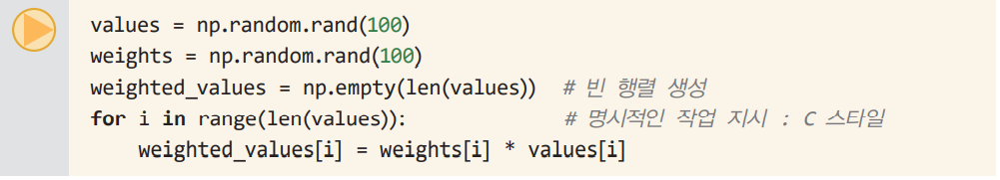 values = np.random.rand(100)
weights = np.random.rand(100)
weighted_values = np.empty(len(values))  # 빈 행렬 생성
for i in range(len(values)):             # 명시적인 작업 지시 : C 스타일
    weighted_values[i] = weights[i] * values[i]